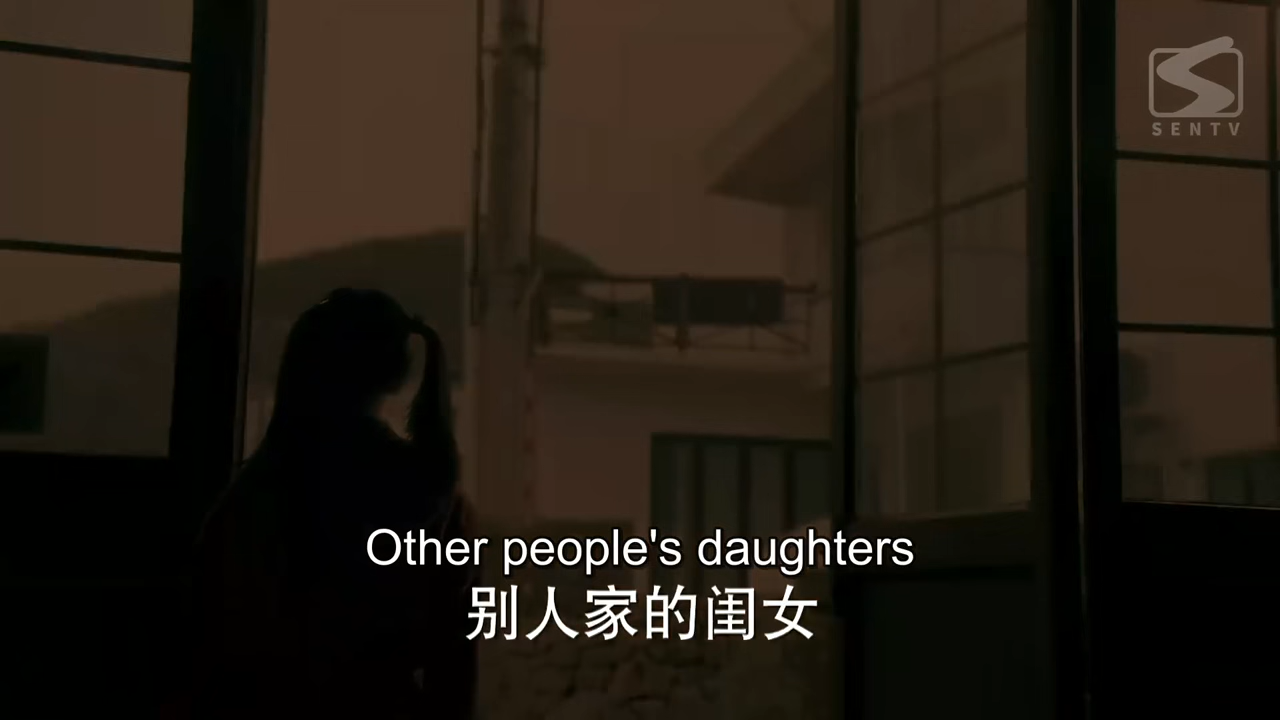 SENTV
Other people's daughters
别人家的闺女